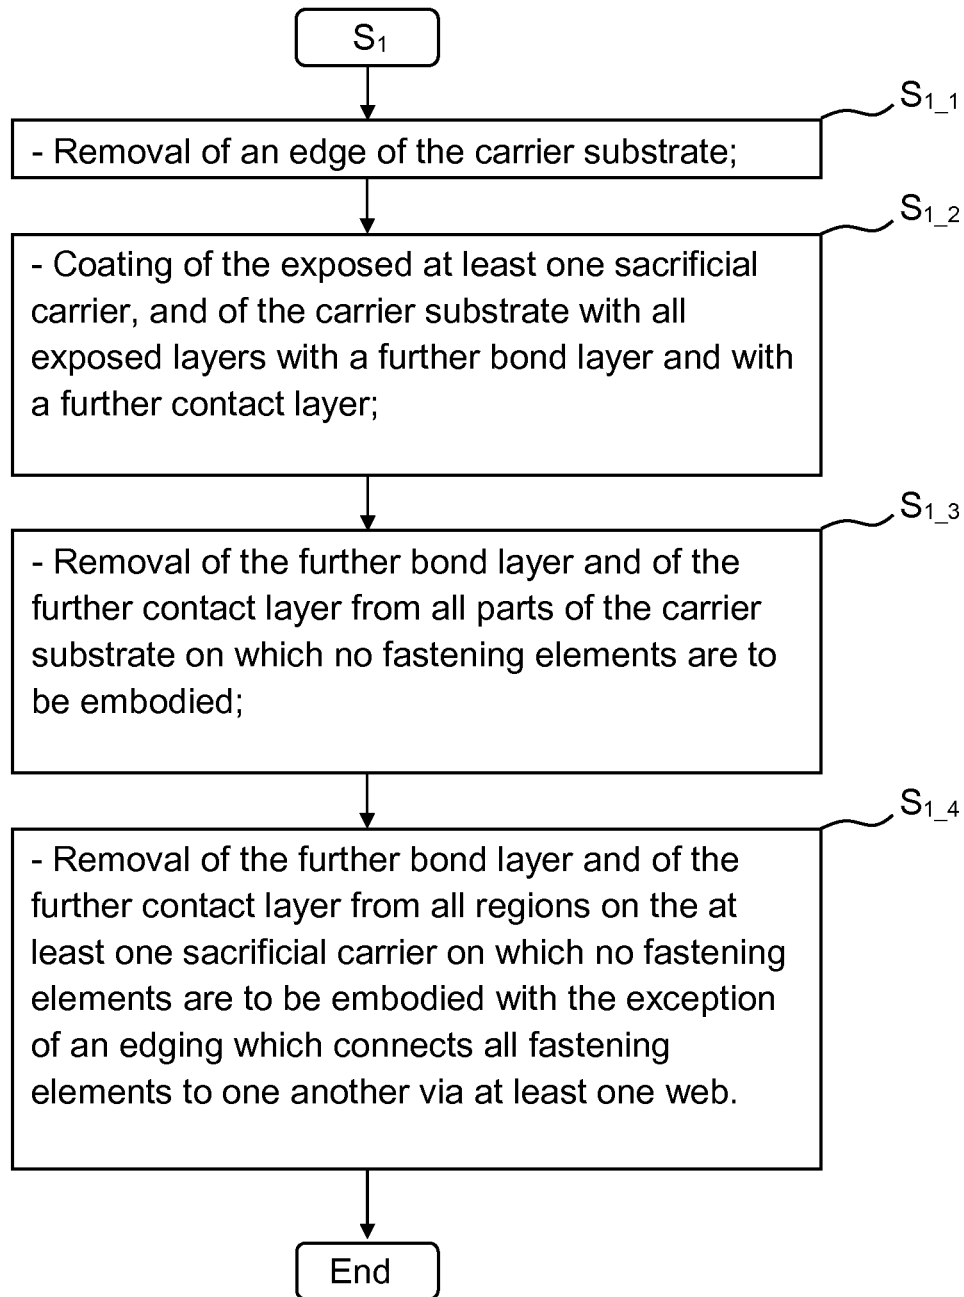 S₁
S₁_₁
- Removal of an edge of the carrier substrate;
S₁_₂
- Coating of the exposed at least one sacrificial
carrier, and of the carrier substrate with all
exposed layers with a further bond layer and with
a further contact layer;
S₁_₃
- Removal of the further bond layer and of the
further contact layer from all parts of the carrier
substrate on which no fastening elements are to
be embodied;
S₁_₄
- Removal of the further bond layer and of the
further contact layer from all regions on the at
least one sacrificial carrier on which no fastening
elements are to be embodied with the exception
of an edging which connects all fastening
elements to one another via at least one web.
End